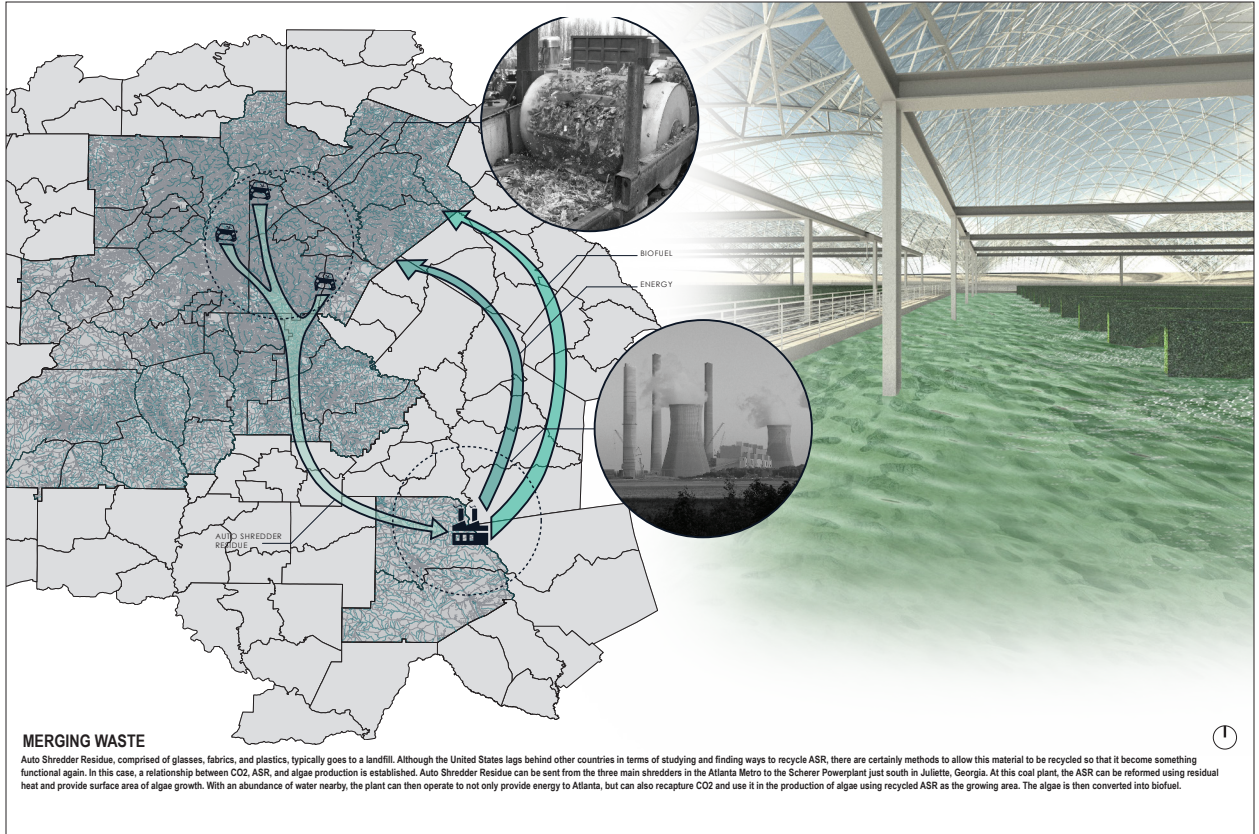 BIOFUEL
ENERGY
AUTO SHREDDER
RESIDUE
MERGING WASTE
Auto Shredder Residue, comprised of glasses, fabrics, and plastics, typically goes to a landfill. Although the United States lags behind other countries in terms of studying and finding ways to recycle ASR, there are certainly methods to allow this material to be recycled so that it become something
functional again. In this case, a relationship between CO2, ASR, and algae production is established. Auto Shredder Residue can be sent from the three main shredders in the Atlanta Metro to the Scherer Powerplant just south in Juliette, Georgia. At this coal plant, the ASR can be reformed using residual
heat and provide surface area of algae growth. With an abundance of water nearby, the plant can then operate to not only provide energy to Atlanta, but can also recapture CO2 and use it in the production of algae using recycled ASR as the growing area. The algae is then converted into biofuel.